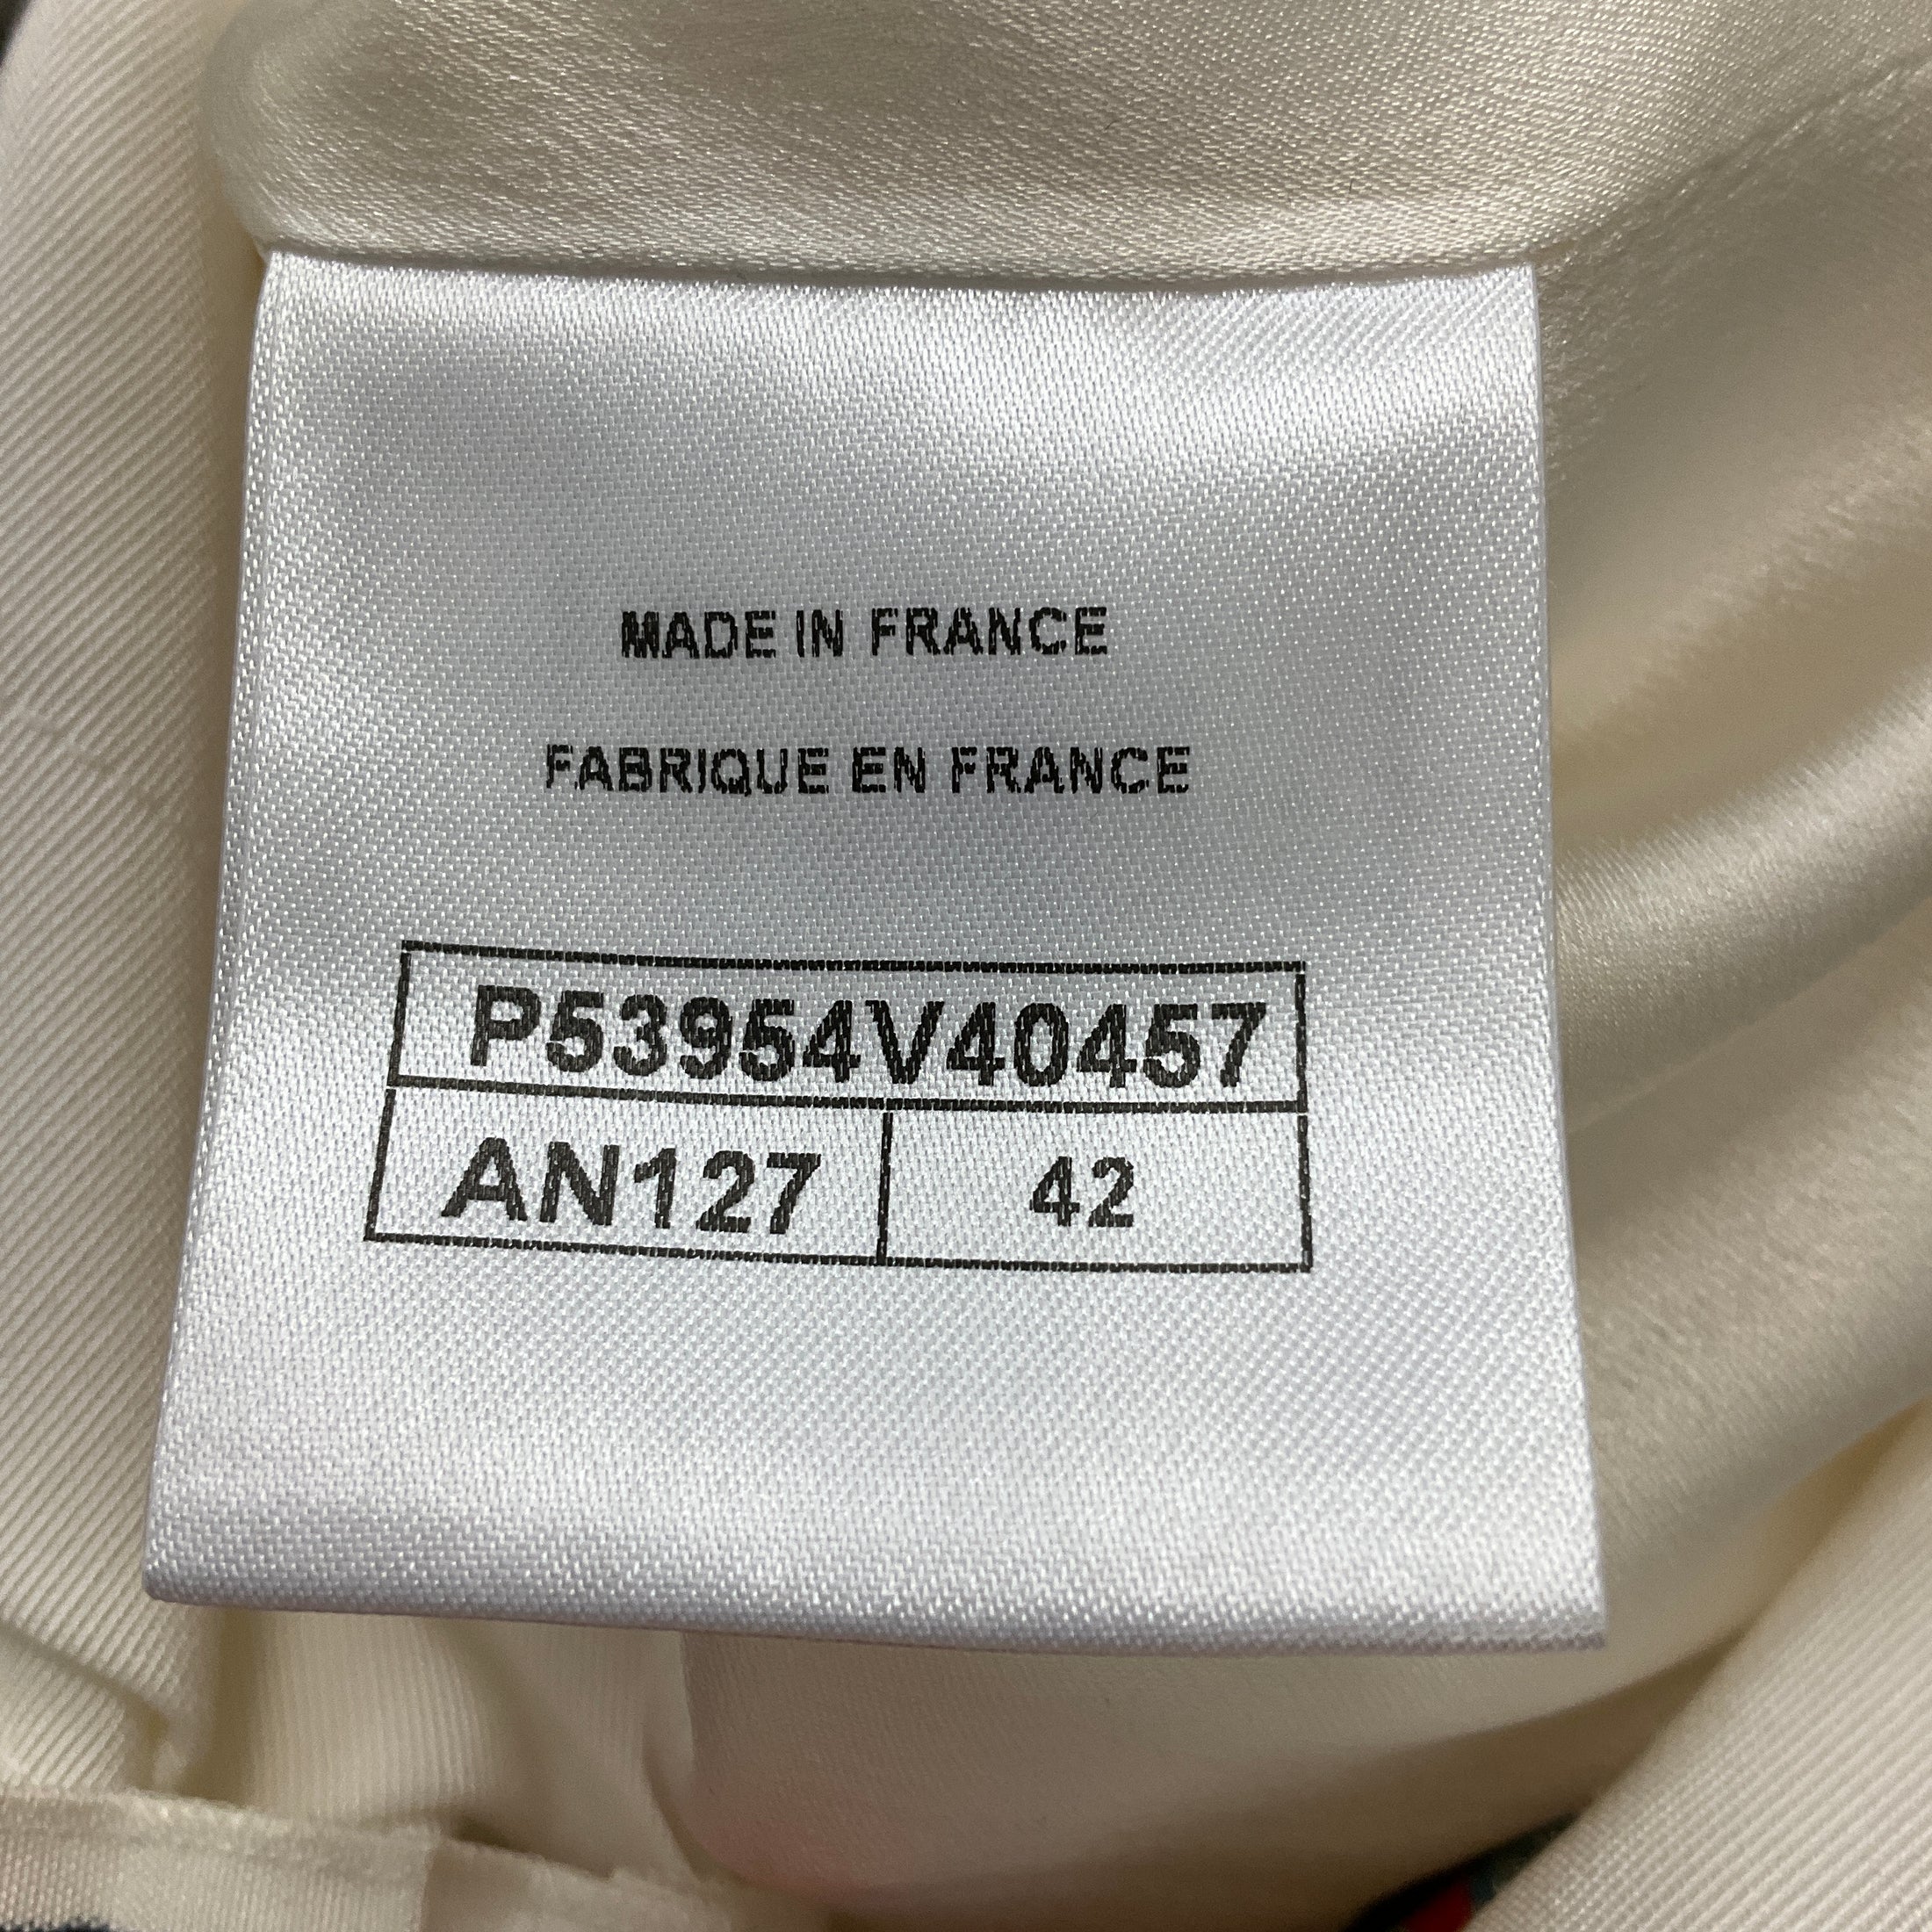 MADE IN FRANCE
FABRIQUE EN FRANCE
P53954V40457
AN127 42